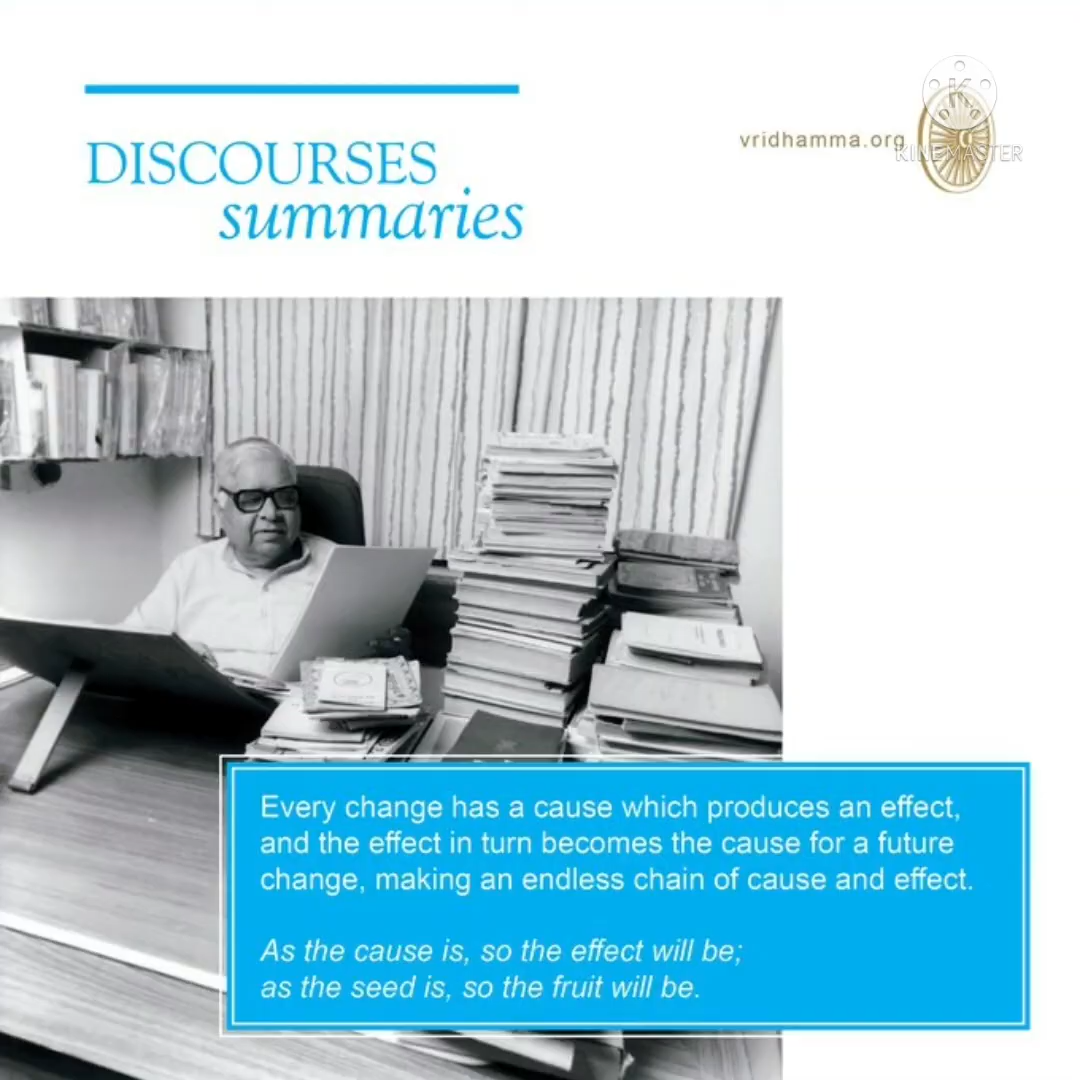 DISCOURSES
summaries
vridhamma.org
KINEMASTER
Every change has a cause which produces an effect,
and the effect in turn becomes the cause for a future
change, making an endless chain of cause and effect.
As the cause is, so the effect will be;
as the seed is, so the fruit will be.